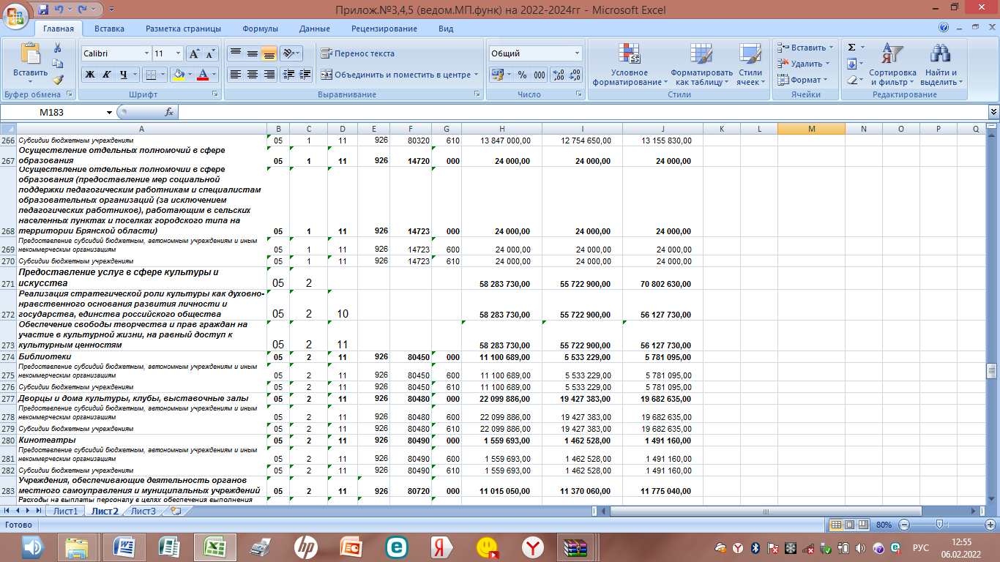 Прилож.№3,4,5 (ведом.МП.функ) на 2022-2024гг - Microsoft Excel
Главная Вставка Разметка страницы Формулы Данные Рецензирование Вид
Вставить
Буфер обмена
Calibri 11
Ж К Ч
Шрифт
Перенос текста
Объединить и поместить в центре
Выравнивание
Общий
% 000
Число
Условное форматирование
Форматировать как таблицу
Стили ячеек
Стили
Вставить
Удалить
Формат
Ячейки
Σ
Сортировка и фильтр
Найти и выделить
Редактирование
M183 fx
A B C D E F G H I J K L M N O P Q
266 Субсидии бюджетным учреждениям 05 1 11 926 80320 610 13 847 000,00 12 754 650,00 13 155 830,00
Осуществление отдельных полномочий в сфере
267 образования 05 1 11 926 14720 000 24 000,00 24 000,00 24 000,00
Осуществление отдельных полномочий в сфере
образования (предоставление мер социальной
поддержки педагогическим работникам и специалистам
образовательных организаций (за исключением
педагогических работников), работающим в сельских
населенных пунктах и поселках городского типа на
268 территории Брянской области) 05 1 11 926 14723 000 24 000,00 24 000,00 24 000,00
Предоставление субсидий бюджетным, автономным учреждениям и иным
269 некоммерческим организациям 05 1 11 926 14723 600 24 000,00 24 000,00 24 000,00
270 Субсидии бюджетным учреждениям 05 1 11 926 14723 610 24 000,00 24 000,00 24 000,00
Предоставление услуг в сфере культуры и
271 искусства 05 2 58 283 730,00 55 722 900,00 70 802 630,00
Реализация стратегической роли культуры как духовно-
нравственного основания развития личности и
272 государства, единства российского общества 05 2 10 58 283 730,00 55 722 900,00 56 127 730,00
Обеспечение свободы творчества и прав граждан на
участие в культурной жизни, на равный доступ к
273 культурным ценностям 05 2 11 58 283 730,00 55 722 900,00 56 127 730,00
274 Библиотеки 05 2 11 926 80450 000 11 100 689,00 5 533 229,00 5 781 095,00
Предоставление субсидий бюджетным, автономным учреждениям и иным
275 некоммерческим организациям 05 2 11 926 80450 600 11 100 689,00 5 533 229,00 5 781 095,00
276 Субсидии бюджетным учреждениям 05 2 11 926 80450 610 11 100 689,00 5 533 229,00 5 781 095,00
277 Дворцы и дома культуры, клубы, выставочные залы 05 2 11 926 80480 000 22 099 886,00 19 427 383,00 19 682 635,00
Предоставление субсидий бюджетным, автономным учреждениям и иным
278 некоммерческим организациям 05 2 11 926 80480 600 22 099 886,00 19 427 383,00 19 682 635,00
279 Субсидии бюджетным учреждениям 05 2 11 926 80480 610 22 099 886,00 19 427 383,00 19 682 635,00
280 Кинотеатры 05 2 11 926 80490 000 1 559 693,00 1 462 528,00 1 491 160,00
Предоставление субсидий бюджетным, автономным учреждениям и иным
281 некоммерческим организациям 05 2 11 926 80490 600 1 559 693,00 1 462 528,00 1 491 160,00
282 Субсидии бюджетным учреждениям 05 2 11 926 80490 610 1 559 693,00 1 462 528,00 1 491 160,00
Учреждения, обеспечивающие деятельность органов
283 местного самоуправления и муниципальных учреждений 05 2 11 926 80720 000 11 015 050,00 11 370 060,00 11 775 040,00
Расходы на выплаты персоналу в целях обеспечения выполнения
Лист1 Лист2 Лист3
Готово 80%
РУС 12:55
06.02.2022